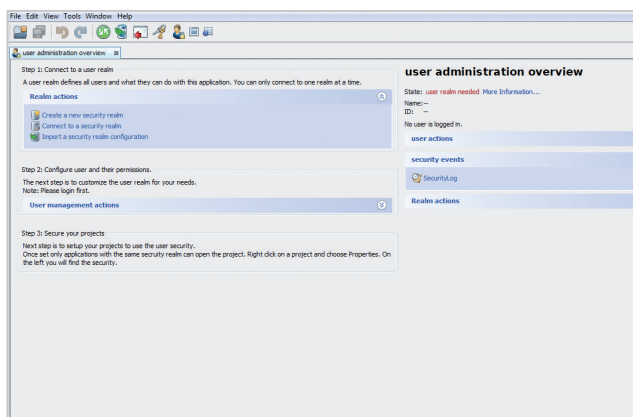 File Edit View Tools Window Help
user administration overview
Step 1: Connect to a user realm
A user realm defines all users and what they can do with this application. You can only connect to one realm at a time.
Realm actions
Create a new security realm
Connect to a security realm
Import a security realm configuration
Step 2: Configure user and their permissions.
The next step is to customize the user realm for your needs.
Note: Please login first.
User management actions
Step 3: Secure your projects
Next step is to setup your projects to use the user security.
Once set only applications with the same secruity realm can open the project. Right click on a project and choose Properties. On
the left you will find the security.
user administration overview
State: user realm needed More Information...
Name:--
ID: --
No user is logged in.
user actions
security events
SecurityLog
Realm actions